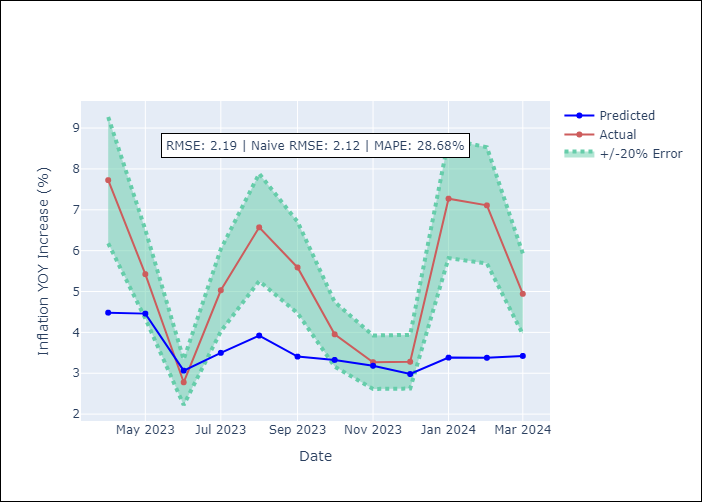 RMSE: 2.19 | Naive RMSE: 2.12 | MAPE: 28.68%
Predicted
Actual
+/-20% Error
Inflation YOY Increase (%)
9
8
7
6
5
4
3
2
May 2023 Jul 2023 Sep 2023 Nov 2023 Jan 2024 Mar 2024
Date